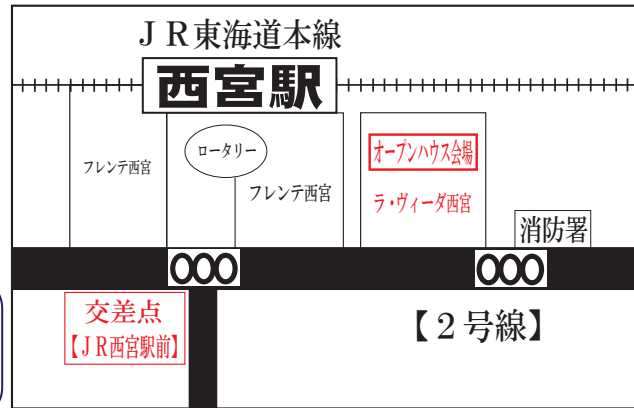 JR東海道本線
西宮駅
フレンテ西宮
ロータリー
フレンテ西宮
オープンハウス会場
ラ・ヴィーダ西宮
消防署
交差点
【JR西宮駅前】
【2号線】